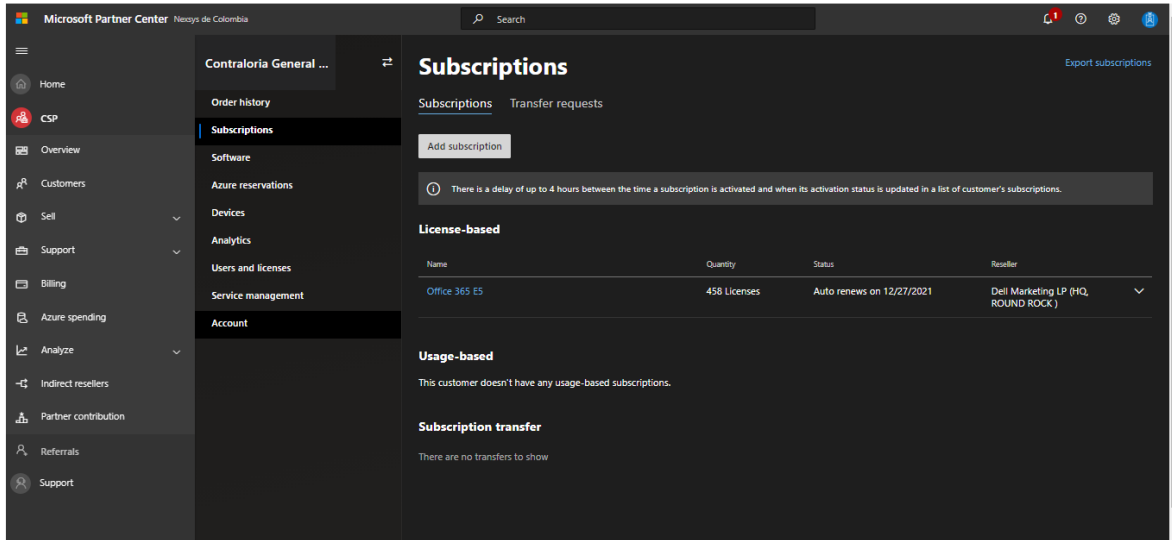 Microsoft Partner Center Nexsys de Colombia
Search
1
Home
CSP
Overview
Customers
Sell
Support
Billing
Azure spending
Analyze
Indirect resellers
Partner contribution
Referrals
Support
Contraloria General ...
Order history
Subscriptions
Software
Azure reservations
Devices
Analytics
Users and licenses
Service management
Account
Subscriptions
Export subscriptions
Subscriptions Transfer requests
Add subscription
There is a delay of up to 4 hours between the time a subscription is activated and when its activation status is updated in a list of customer's subscriptions.
License-based
Name Quantity Status Reseller
Office 365 E5 458 Licenses Auto renews on 12/27/2021 Dell Marketing LP (HQ,
ROUND ROCK )
Usage-based
This customer doesn't have any usage-based subscriptions.
Subscription transfer
There are no transfers to show